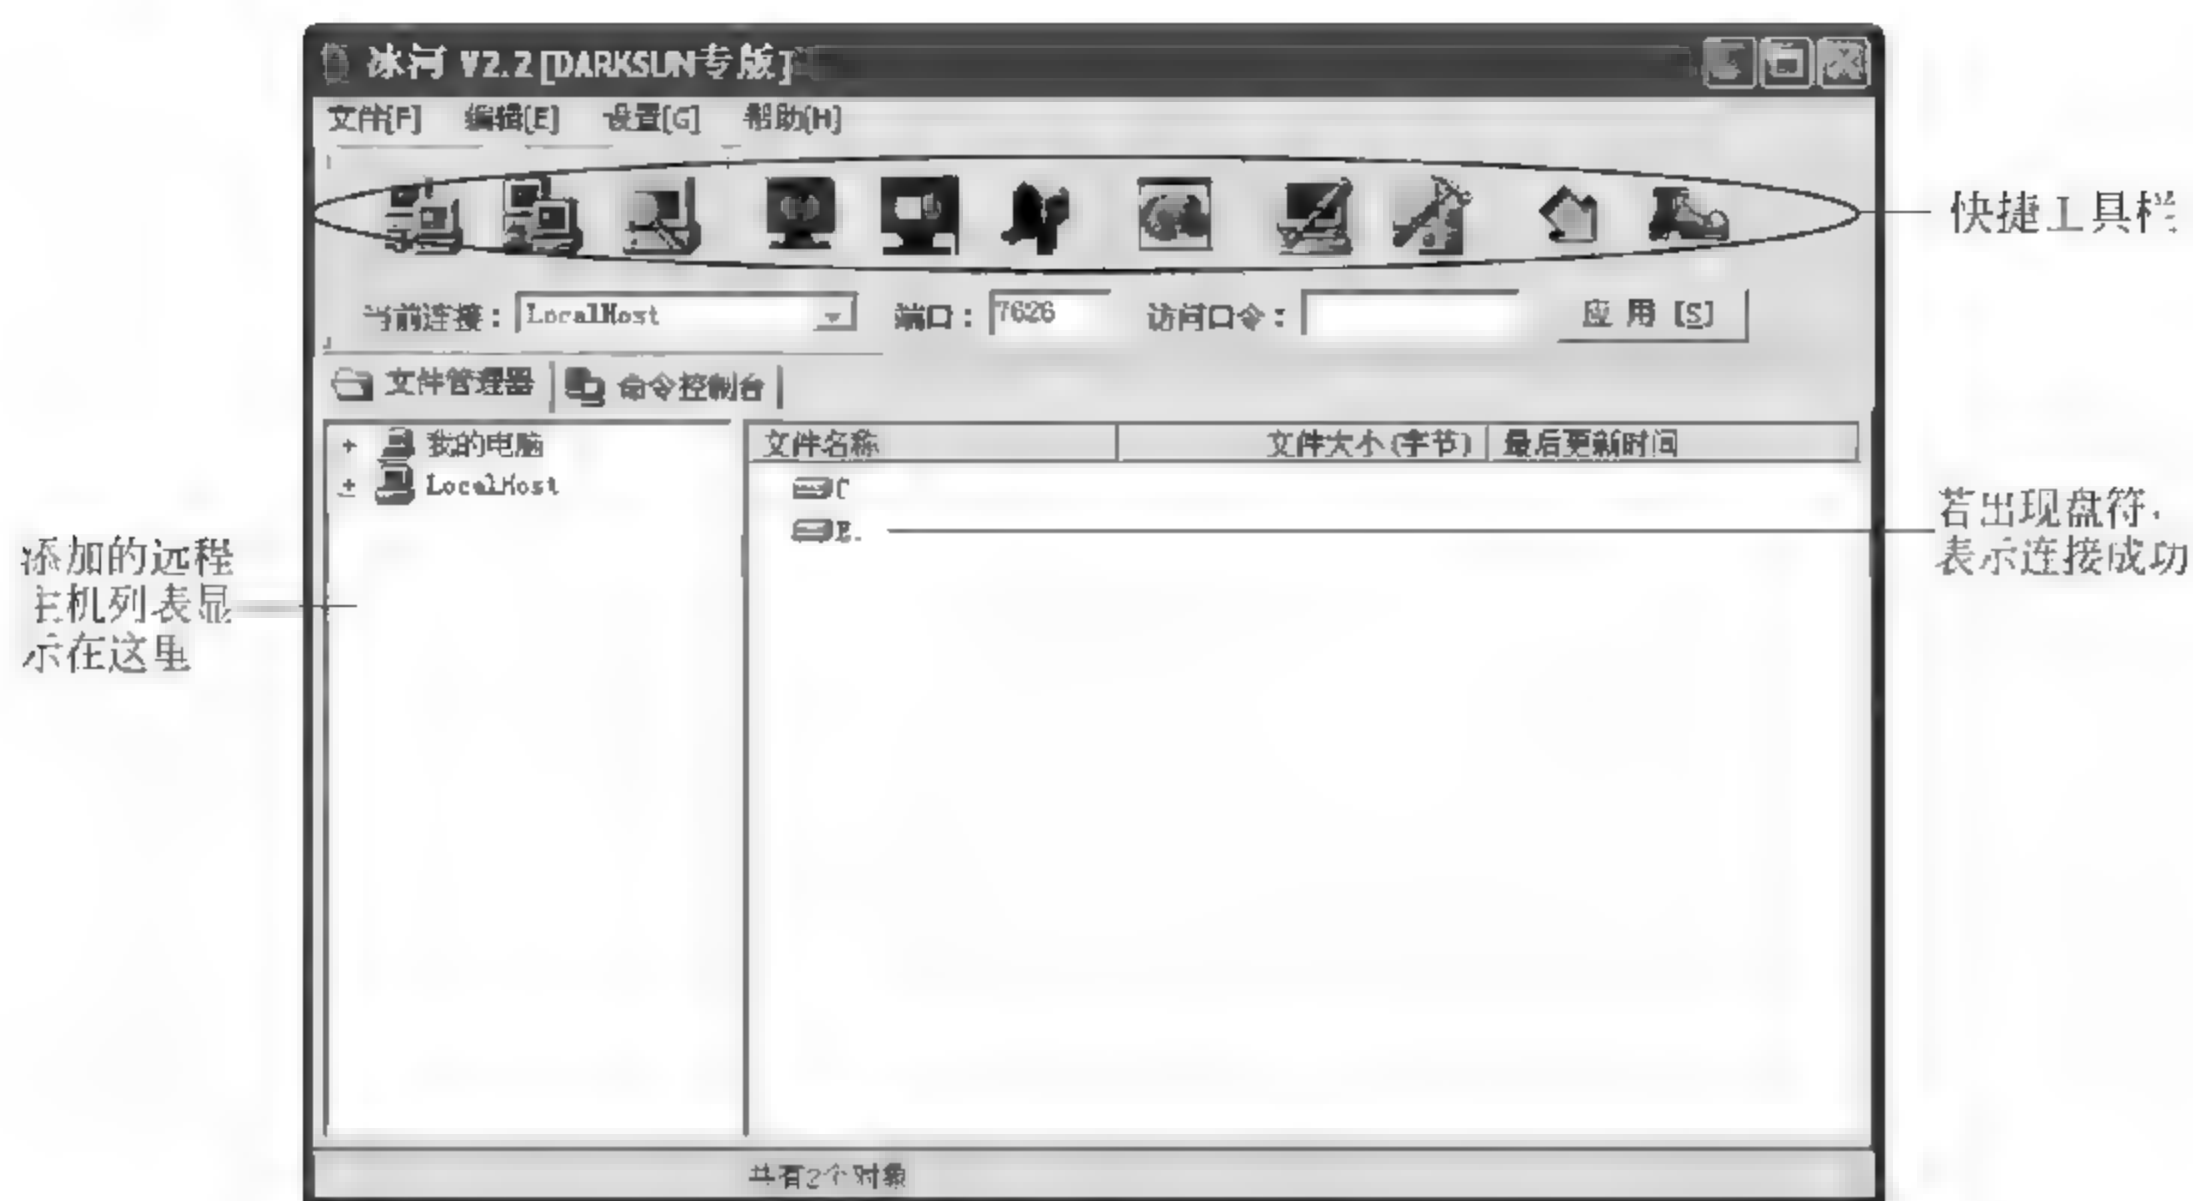 冰河 V2.2 [DARKSUN专版]
文件[F] 编辑[E] 设置[G] 帮助[H]
快捷工具栏
当前连接： LocalHost 端口： 7626 访问口令： 应 用 [S]
文件管理器 命令控制台
我的电脑
LocalHost
文件名称 文件大小(字节) 最后更新时间
C
E.
若出现盘符，
表示连接成功
添加的远程
主机列表显
示在这里
共有2个对象